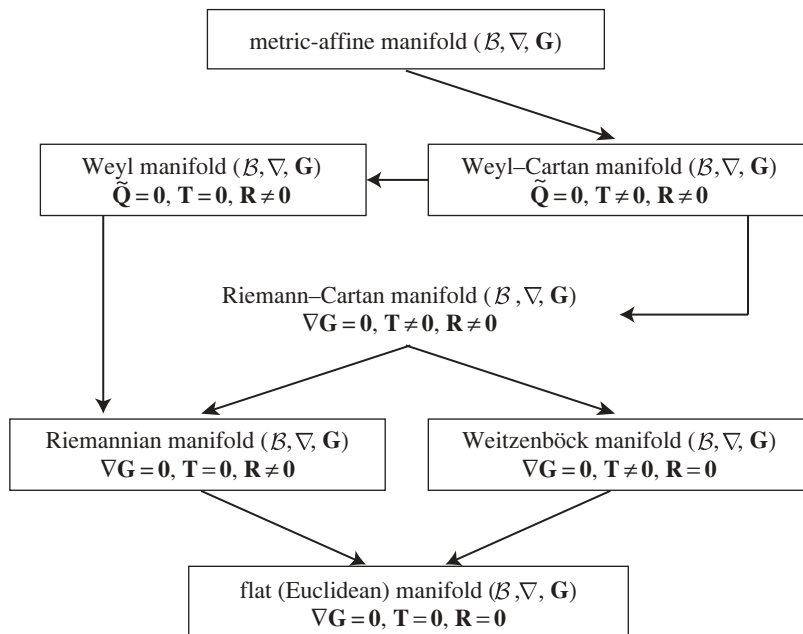 metric-affine manifold (ℬ, ∇, G)
Weyl manifold (ℬ, ∇, G)
Q̃ = 0, T = 0, R ≠ 0
Weyl–Cartan manifold (ℬ, ∇, G)
Q̃ = 0, T ≠ 0, R ≠ 0
Riemann–Cartan manifold (ℬ, ∇, G)
∇G = 0, T ≠ 0, R ≠ 0
Riemannian manifold (ℬ, ∇, G)
∇G = 0, T = 0, R ≠ 0
Weitzenböck manifold (ℬ, ∇, G)
∇G = 0, T ≠ 0, R = 0
flat (Euclidean) manifold (ℬ, ∇, G)
∇G = 0, T = 0, R = 0